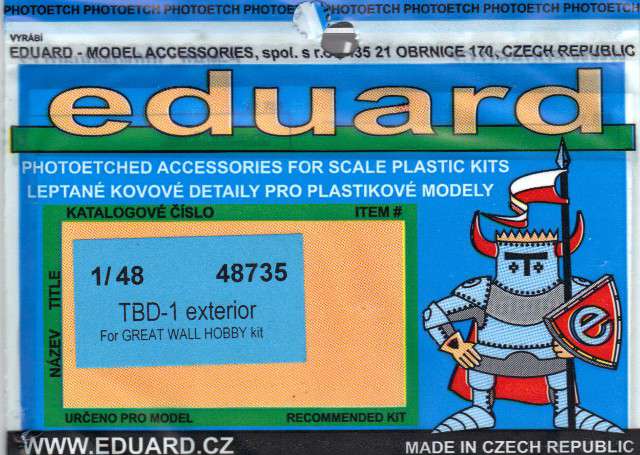 PHOTOETCH PHOTOETCH PHOTOETCH PHOTOETCH PHOTOETCH PHOTOETCH PHOTOETCH
VYRÁBÍ
EDUARD - MODEL ACCESSORIES, spol. s r.o. 435 21 OBRNICE 170, CZECH REPUBLIC
eduard
PHOTOETCHED ACCESSORIES FOR SCALE PLASTIC KITS
LEPTANÉ KOVOVÉ DETAILY PRO PLASTIKOVÉ MODELY
KATALOGOVÉ ČÍSLO ITEM #
NÁZEV TITLE
1/48 48735
TBD-1 exterior
For GREAT WALL HOBBY kit
e
URČENO PRO MODEL RECOMMENDED KIT
WWW.EDUARD.CZ MADE IN CZECH REPUBLIC